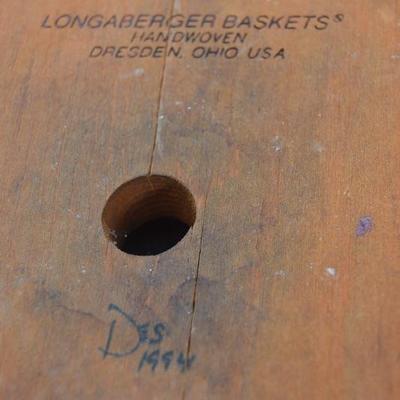 LONGABERGER BASKETS®
HANDWOVEN
DRESDEN, OHIO USA
Des
1994